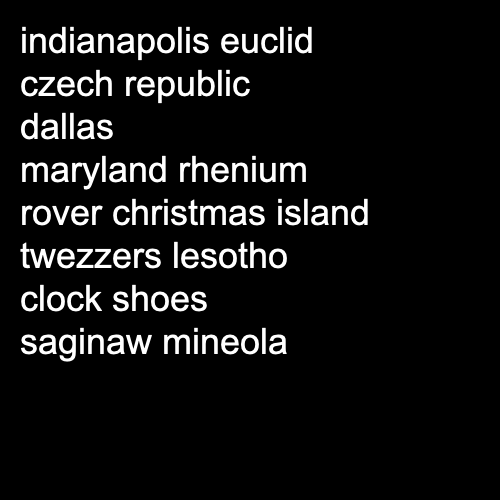 indianapolis euclid
czech republic
dallas
maryland rhenium
rover christmas island
twezzers lesotho
clock shoes
saginaw mineola